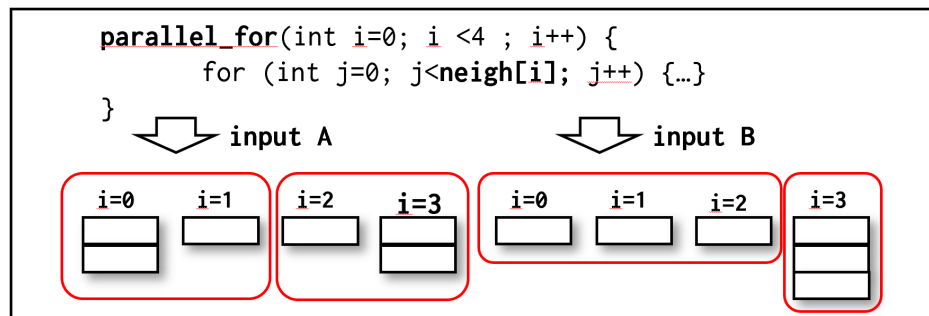 parallel_for(int i=0; i <4 ; i++) {
for (int j=0; j<neigh[i]; j++) {…}
}
input A
input B
i=0 i=1 i=2 i=3 i=0 i=1 i=2 i=3